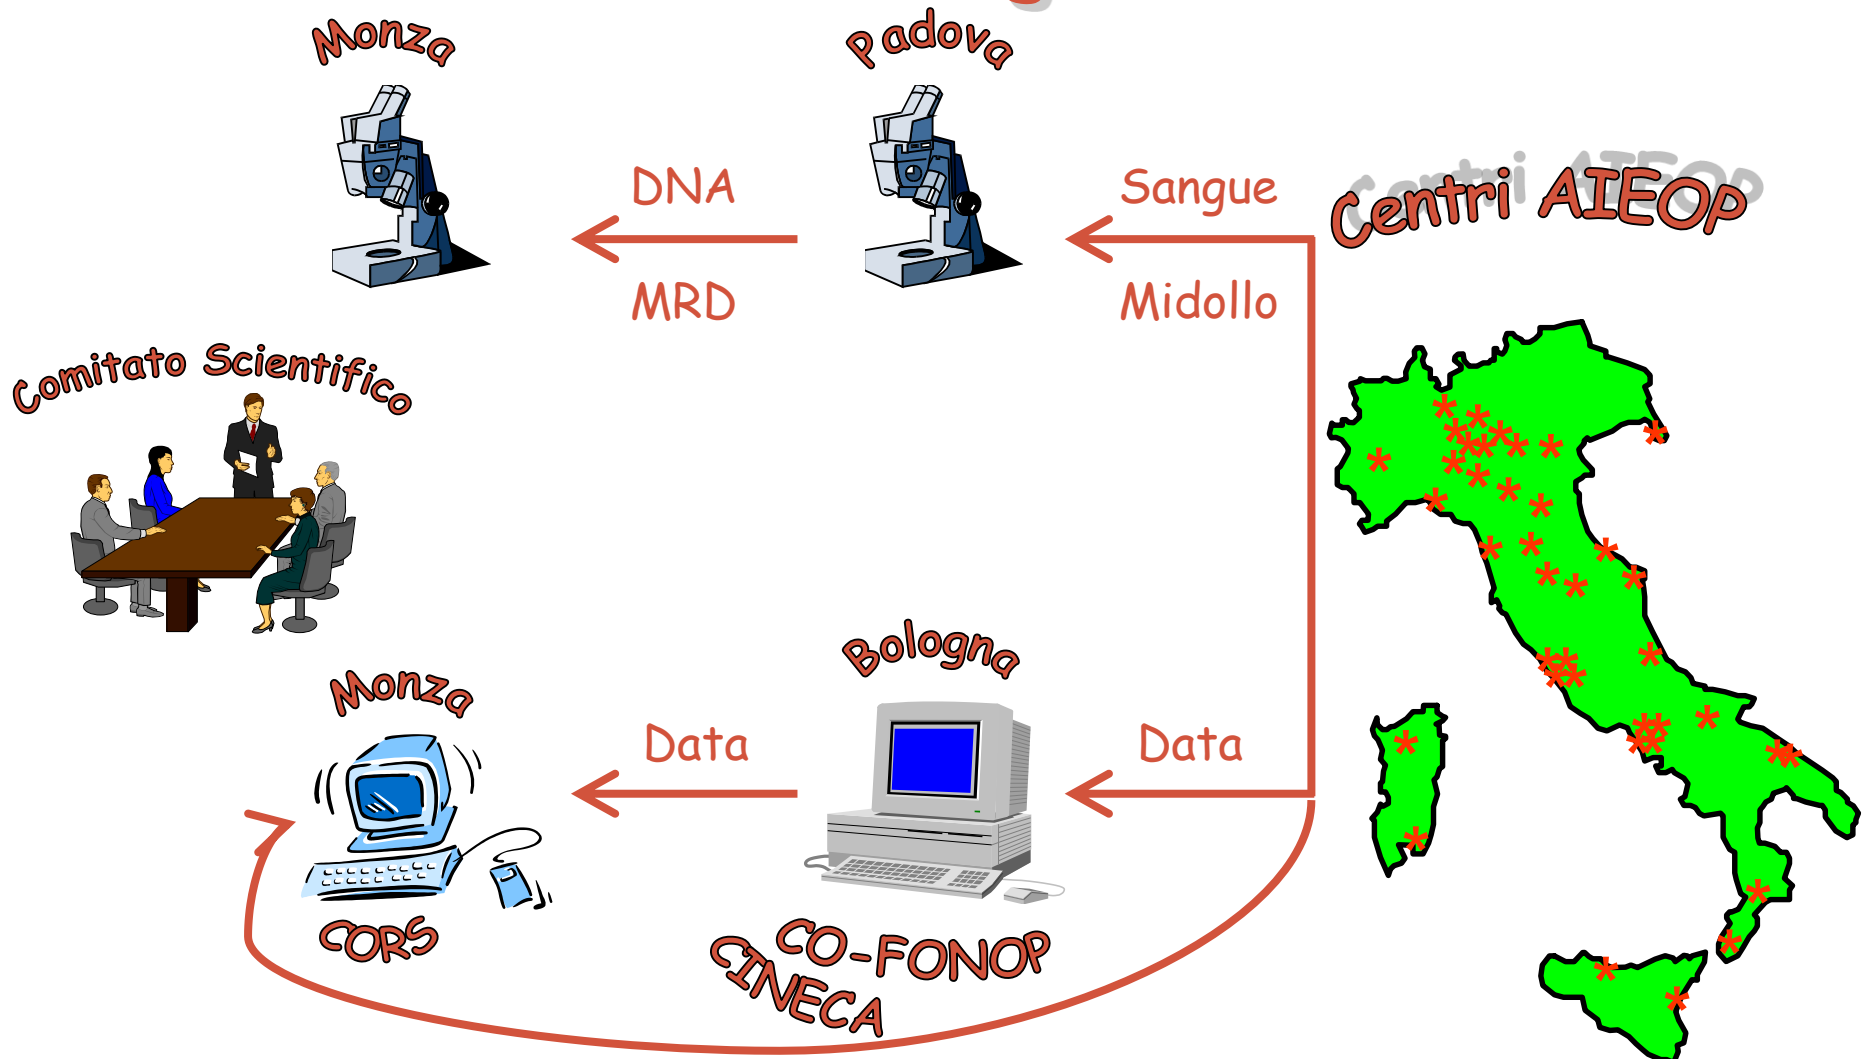 Monza
Padova
DNA
MRD
Sangue
Midollo
Centri AIEOP
Comitato Scientifico
Monza
CORS
Data
Bologna
CO-FONOP
CINECA
Data